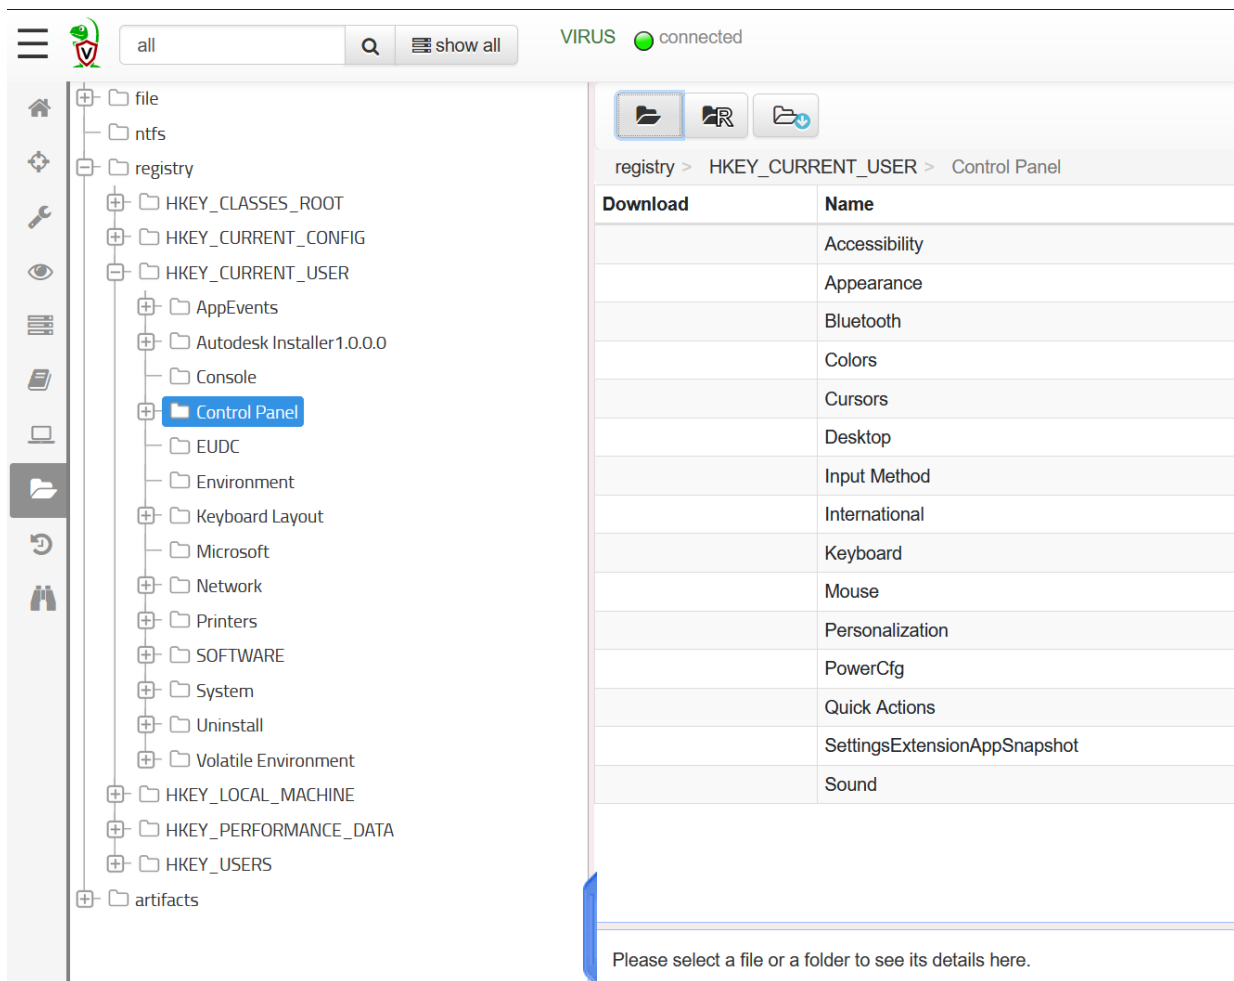 all
show all
VIRUS connected
V
file
ntfs
registry
HKEY_CLASSES_ROOT
HKEY_CURRENT_CONFIG
HKEY_CURRENT_USER
AppEvents
Autodesk Installer1.0.0.0
Console
Control Panel
EUDC
Environment
Keyboard Layout
Microsoft
Network
Printers
SOFTWARE
System
Uninstall
Volatile Environment
HKEY_LOCAL_MACHINE
HKEY_PERFORMANCE_DATA
HKEY_USERS
artifacts
R
registry > HKEY_CURRENT_USER > Control Panel
Download Name
Accessibility
Appearance
Bluetooth
Colors
Cursors
Desktop
Input Method
International
Keyboard
Mouse
Personalization
PowerCfg
Quick Actions
SettingsExtensionAppSnapshot
Sound
Please select a file or a folder to see its details here.